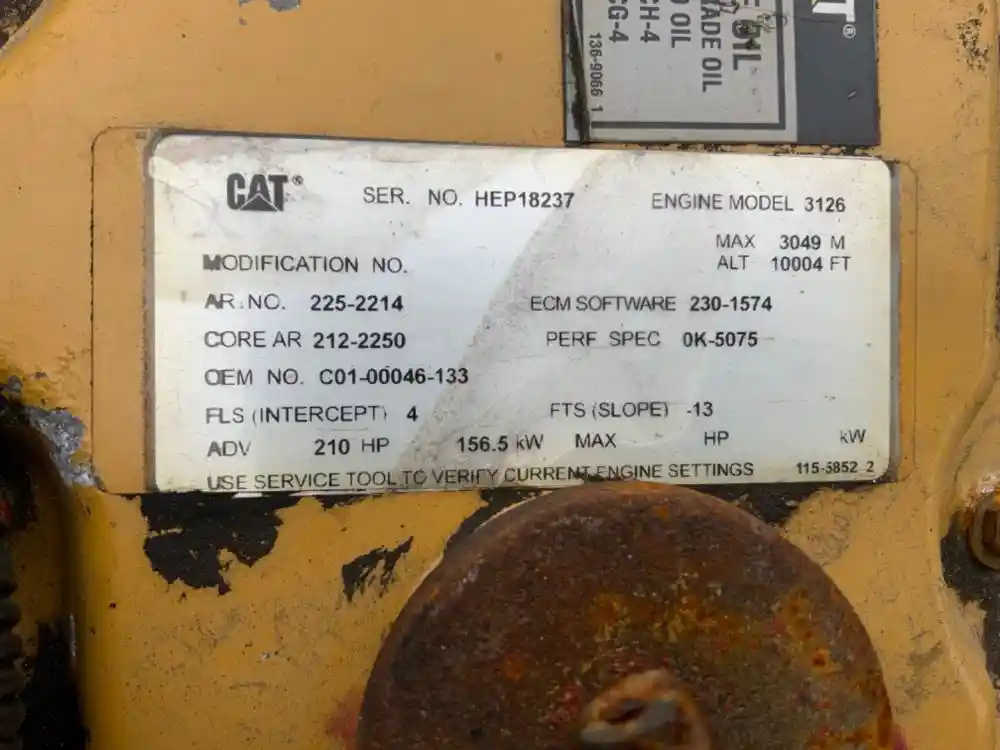 AT®
E OIL
ADE OIL
O OIL
CH-4
CG-4
136-9066 1
CAT® SER. NO. HEP18237 ENGINE MODEL 3126
MAX 3049 M
MODIFICATION NO. ALT 10004 FT
AR.NO. 225-2214 ECM SOFTWARE 230-1574
CORE AR 212-2250 PERF SPEC 0K-5075
OEM NO. C01-00046-133
FLS (INTERCEPT) 4 FTS (SLOPE) -13
ADV 210 HP 156.5 kW MAX HP kW
USE SERVICE TOOL TO VERIFY CURRENT ENGINE SETTINGS 115-5852 2